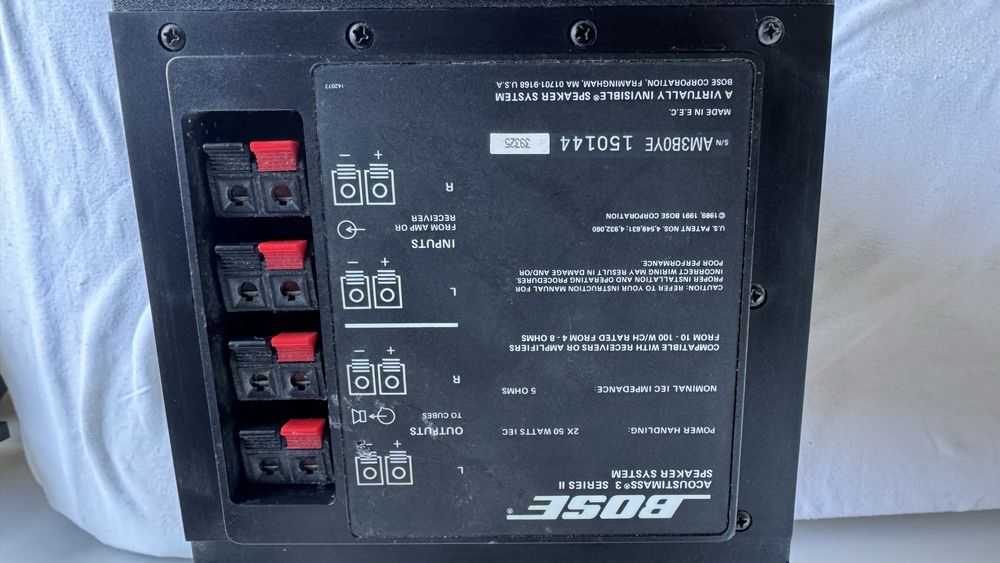 BOSE®
ACOUSTIMASS® 3 SERIES II
SPEAKER SYSTEM
POWER HANDLING: 2X 50 WATTS IEC
NOMINAL IEC IMPEDANCE: 5 OHMS
COMPATIBLE WITH RECEIVERS OR AMPLIFIERS
FROM 10 - 100 W/CH RATED FROM 4 - 8 OHMS
CAUTION: REFER TO YOUR INSTRUCTION MANUAL FOR
PROPER INSTALLATION AND OPERATING PROCEDURES.
INCORRECT WIRING MAY RESULT IN DAMAGE AND/OR
POOR PERFORMANCE.
U.S. PATENT NOS. 4,549,631; 4,932,060
©1989, 1991 BOSE CORPORATION
S/N AM3B0YE 150144 39325
MADE IN E.E.C.
A VIRTUALLY INVISIBLE® SPEAKER SYSTEM
BOSE CORPORATION, FRAMINGHAM, MA 01701-9168 U.S.A
L
+ −
OUTPUTS
TO CUBES
R
+ −
L
+ −
INPUTS
FROM AMP OR
RECEIVER
R
+ −
142073